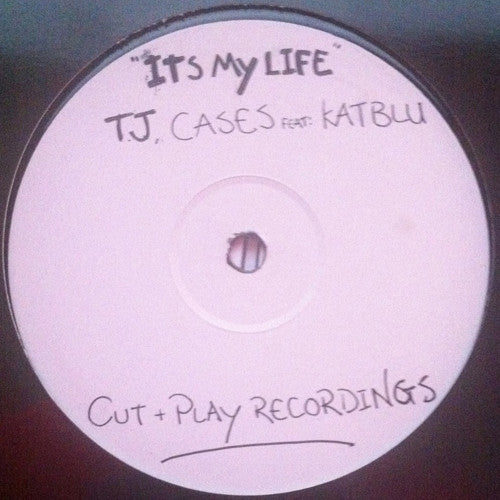 "ITS MY LIFE"
T.J. CASES FEAT: KATBLU
CUT + PLAY RECORDINGS